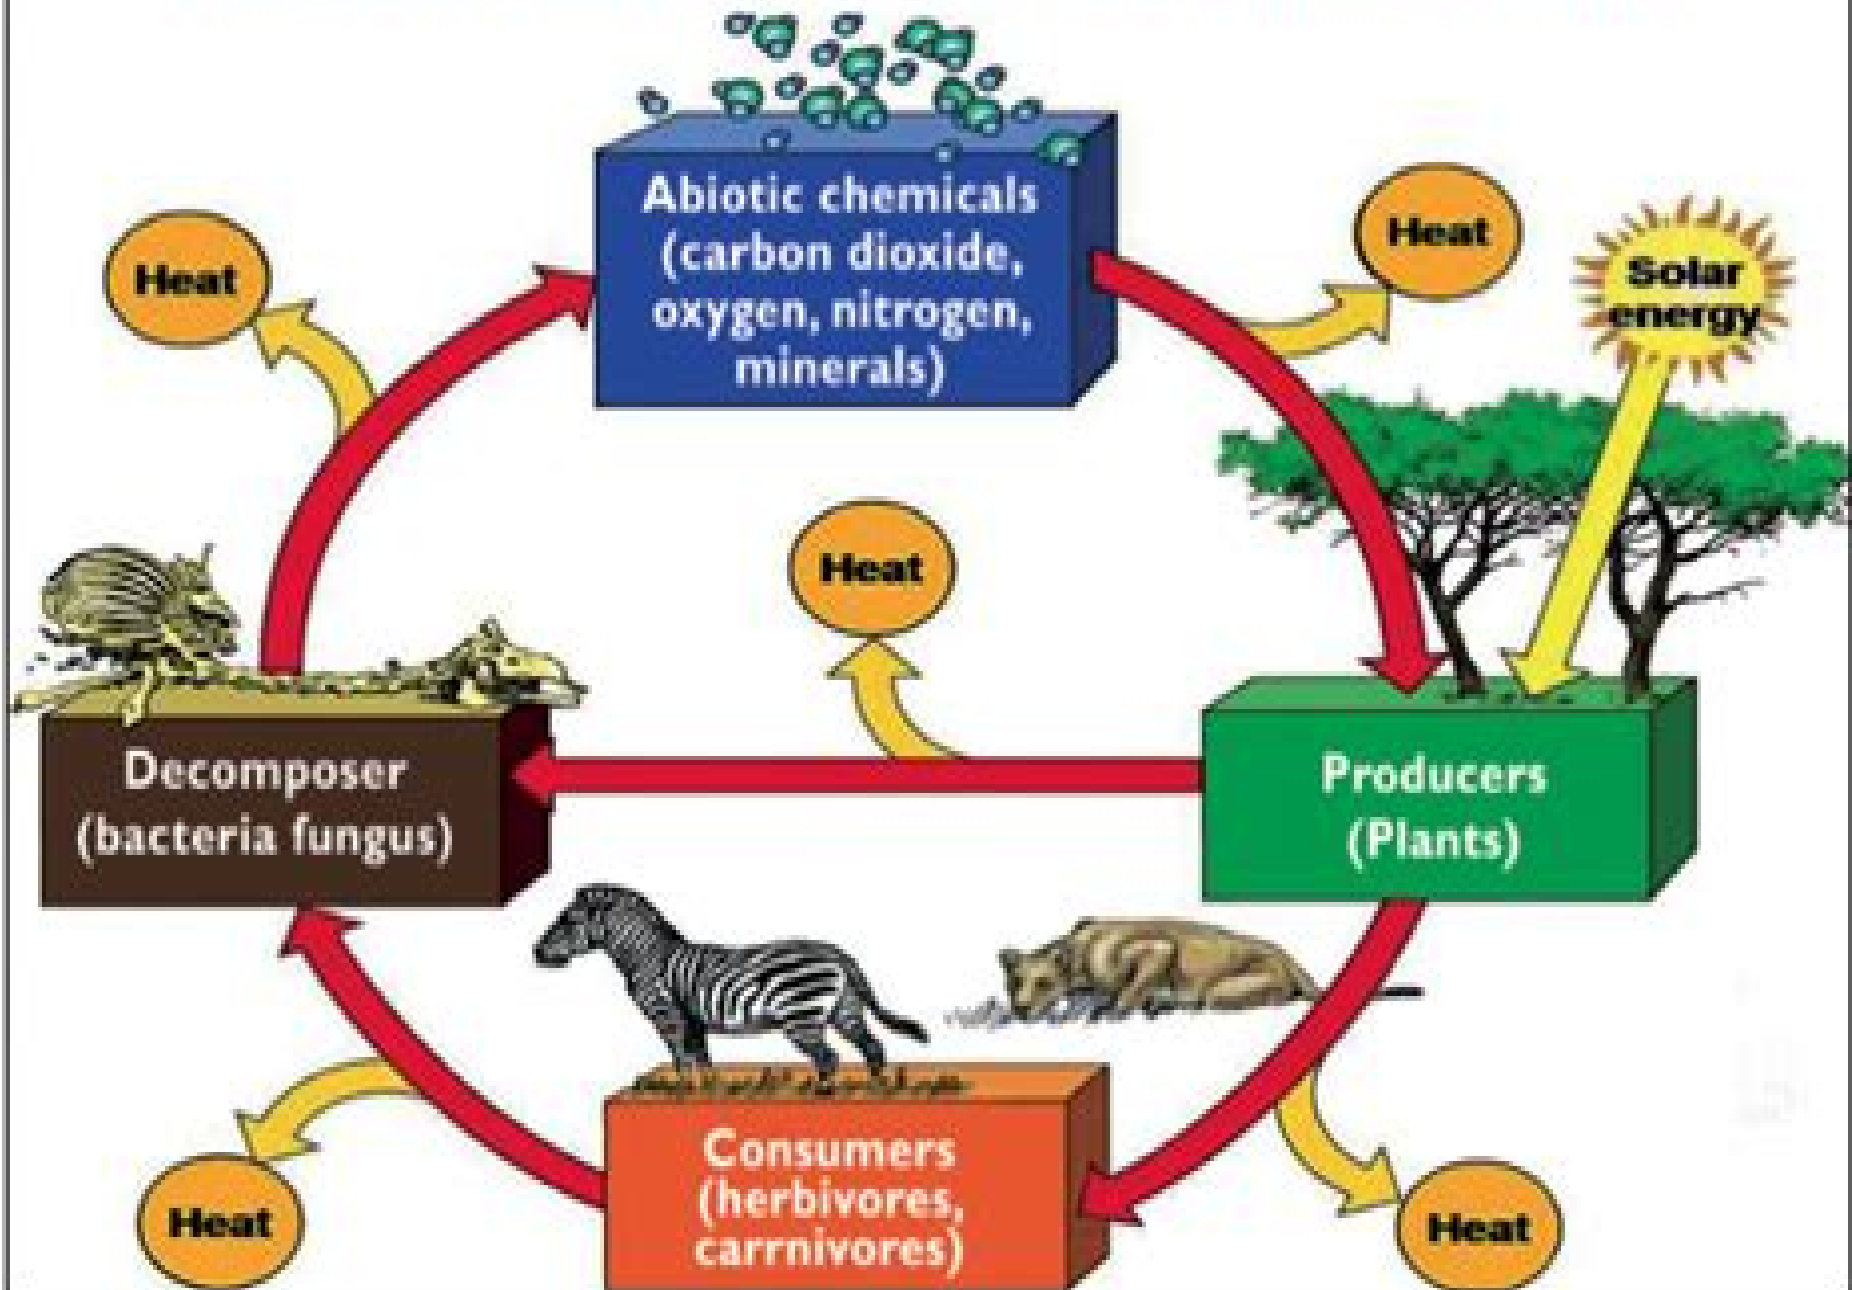 Abiotic chemicals
(carbon dioxide,
oxygen, nitrogen,
minerals)
Heat
Heat
Solar
energy
Heat
Decomposer
(bacteria fungus)
Producers
(Plants)
Consumers
(herbivores,
carrnivores)
Heat
Heat